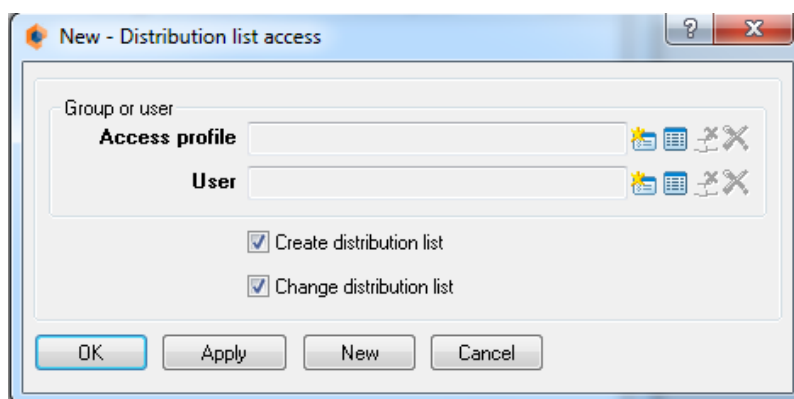 New - Distribution list access
?
Group or user
Access profile
User
Create distribution list
Change distribution list
OK Apply New Cancel